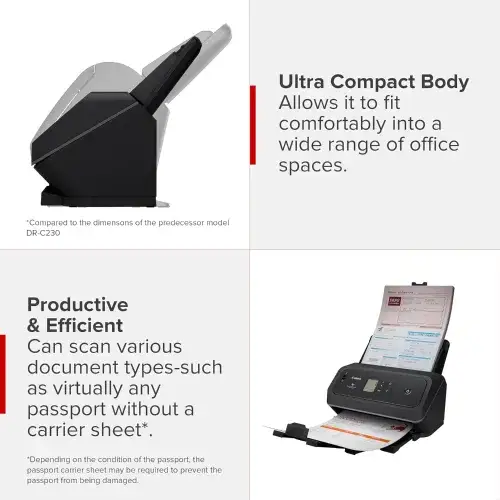 Ultra Compact Body
Allows it to fit
comfortably into a
wide range of office
spaces.
*Compared to the dimensons of the predecessor model
DR-C230
Productive
& Efficient
Can scan various
document types-such
as virtually any
passport without a
carrier sheet*.
*Depending on the condition of the passport, the
passport carrier sheet may be required to prevent the
passport from being damaged.